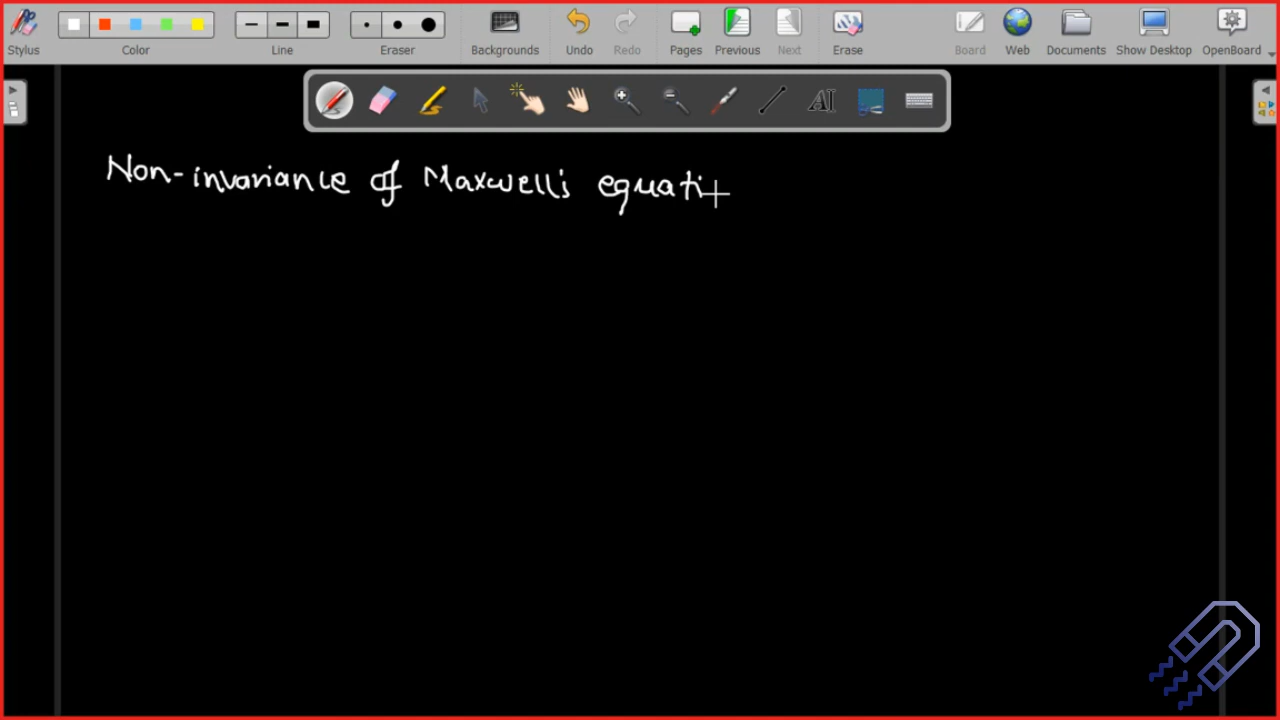 Stylus
Color
Line
Eraser
Backgrounds
Undo
Redo
Pages
Previous
Next
Erase
Board
Web
Documents
Show Desktop
OpenBoard
AI
Non-invariance of Maxwell's equati